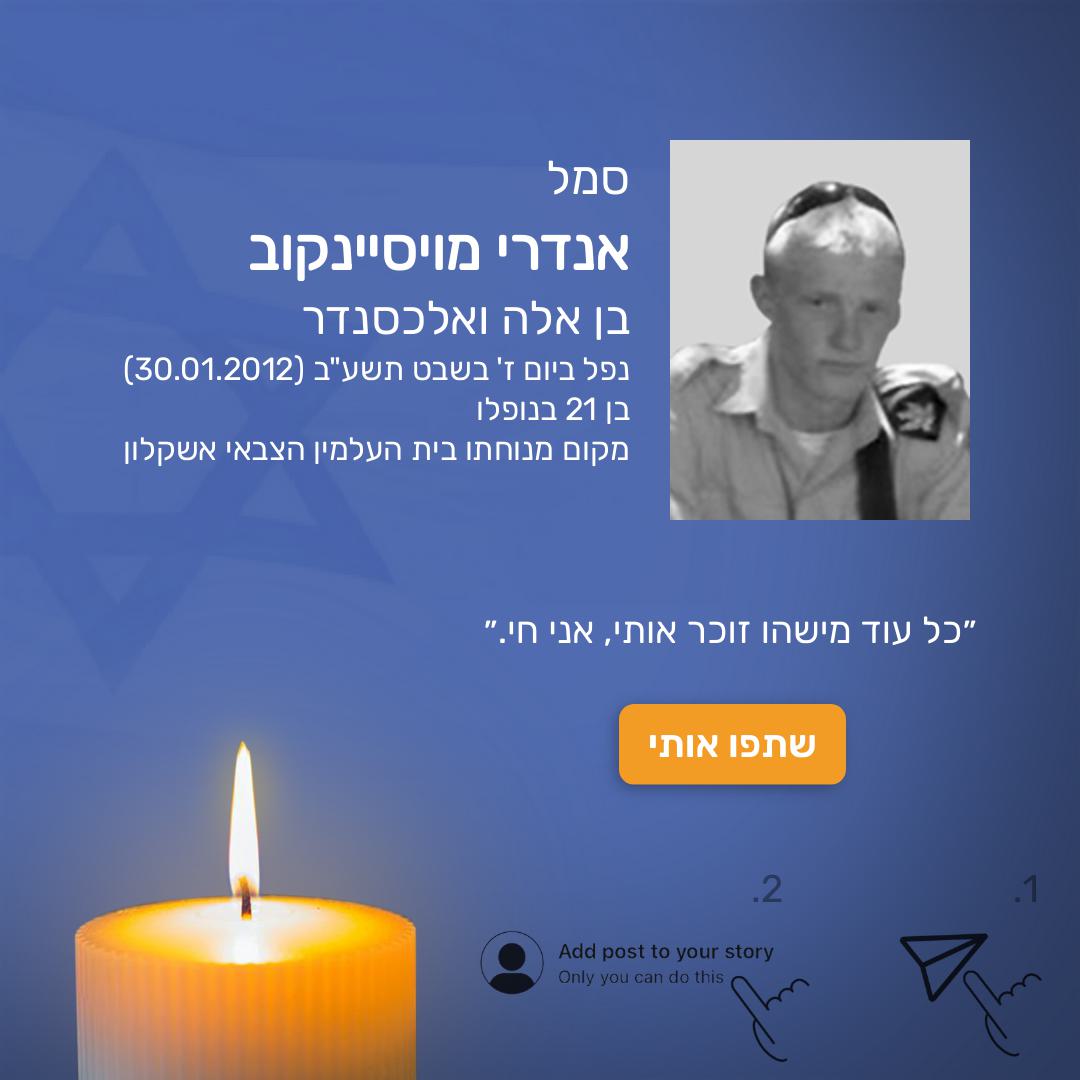 סמל
אנדרי מויסיינקוב
בן אלה ואלכסנדר
נפל ביום ז' בשבט תשע"ב (30.01.2012)
בן 21 בנופלו
מקום מנוחתו בית העלמין הצבאי אשקלון
״כל עוד מישהו זוכר אותי, אני חי.״
שתפו אותי
.1
.2
Add post to your story
Only you can do this